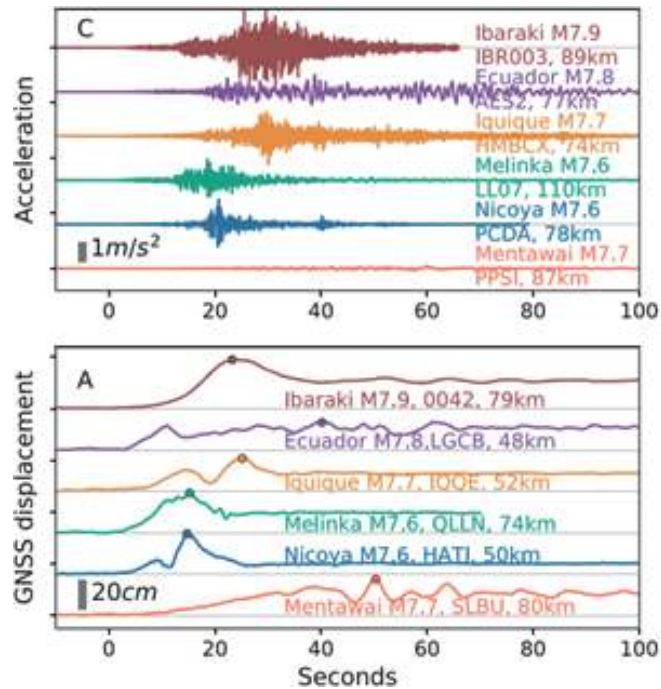 C
Ibaraki M7.9
IBR003, 89km
Ecuador M7.8
AES2, 77km
Iquique M7.7
HMBCX, 74km
Melinka M7.6
LL07, 110km
Nicoya M7.6
PCDA, 78km
Mentawai M7.7
PPSI, 87km
Acceleration
1m/s²
0 20 40 60 80 100
A
Ibaraki M7.9, 0042, 79km
Ecuador M7.8,LGCB, 48km
Iquique M7.7, IQQE, 52km
Melinka M7.6, QLLN, 74km
Nicoya M7.6, HATI, 50km
Mentawai M7.7, SLBU, 80km
GNSS displacement
20cm
0 20 40 60 80 100
Seconds